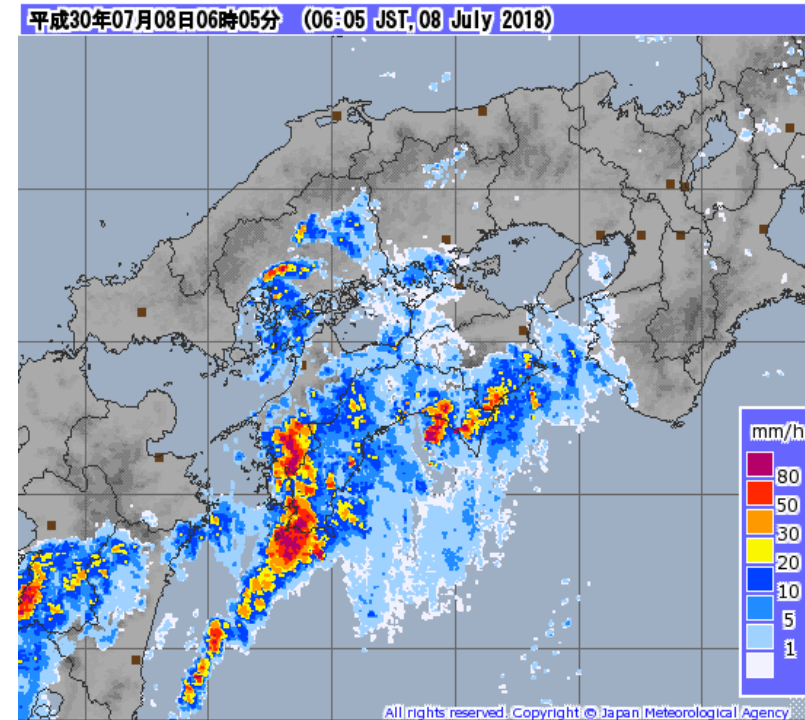 平成30年07月08日06時05分 (06:05 JST, 08 July 2018)
mm/h
80
50
30
20
10
5
1
All rights reserved. Copyright © Japan Meteorological Agency